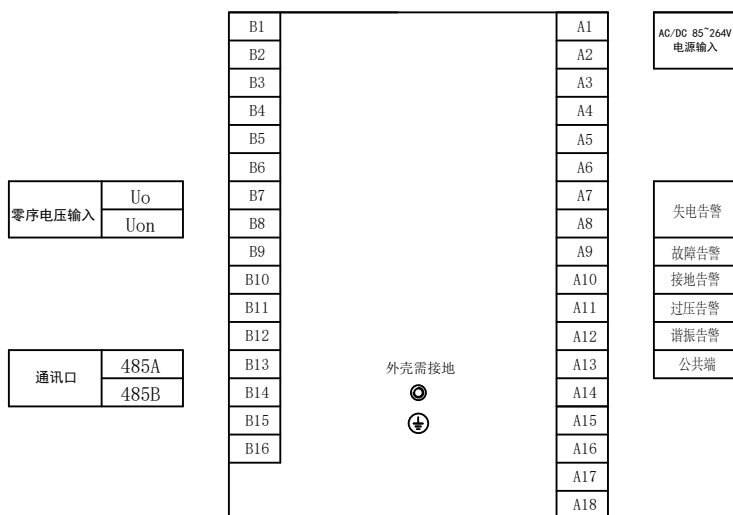 B1
A1
AC/DC 85~264V
电源输入
B2
A2
B3
A3
B4
A4
B5
A5
B6
A6
零序电压输入
Uo
B7
A7
失电告警
Uon
B8
A8
B9
A9
故障告警
B10
A10
接地告警
B11
A11
过压告警
B12
A12
谐振告警
通讯口
485A
B13
外壳需接地
A13
公共端
485B
B14
A14
B15
A15
B16
A16
A17
A18